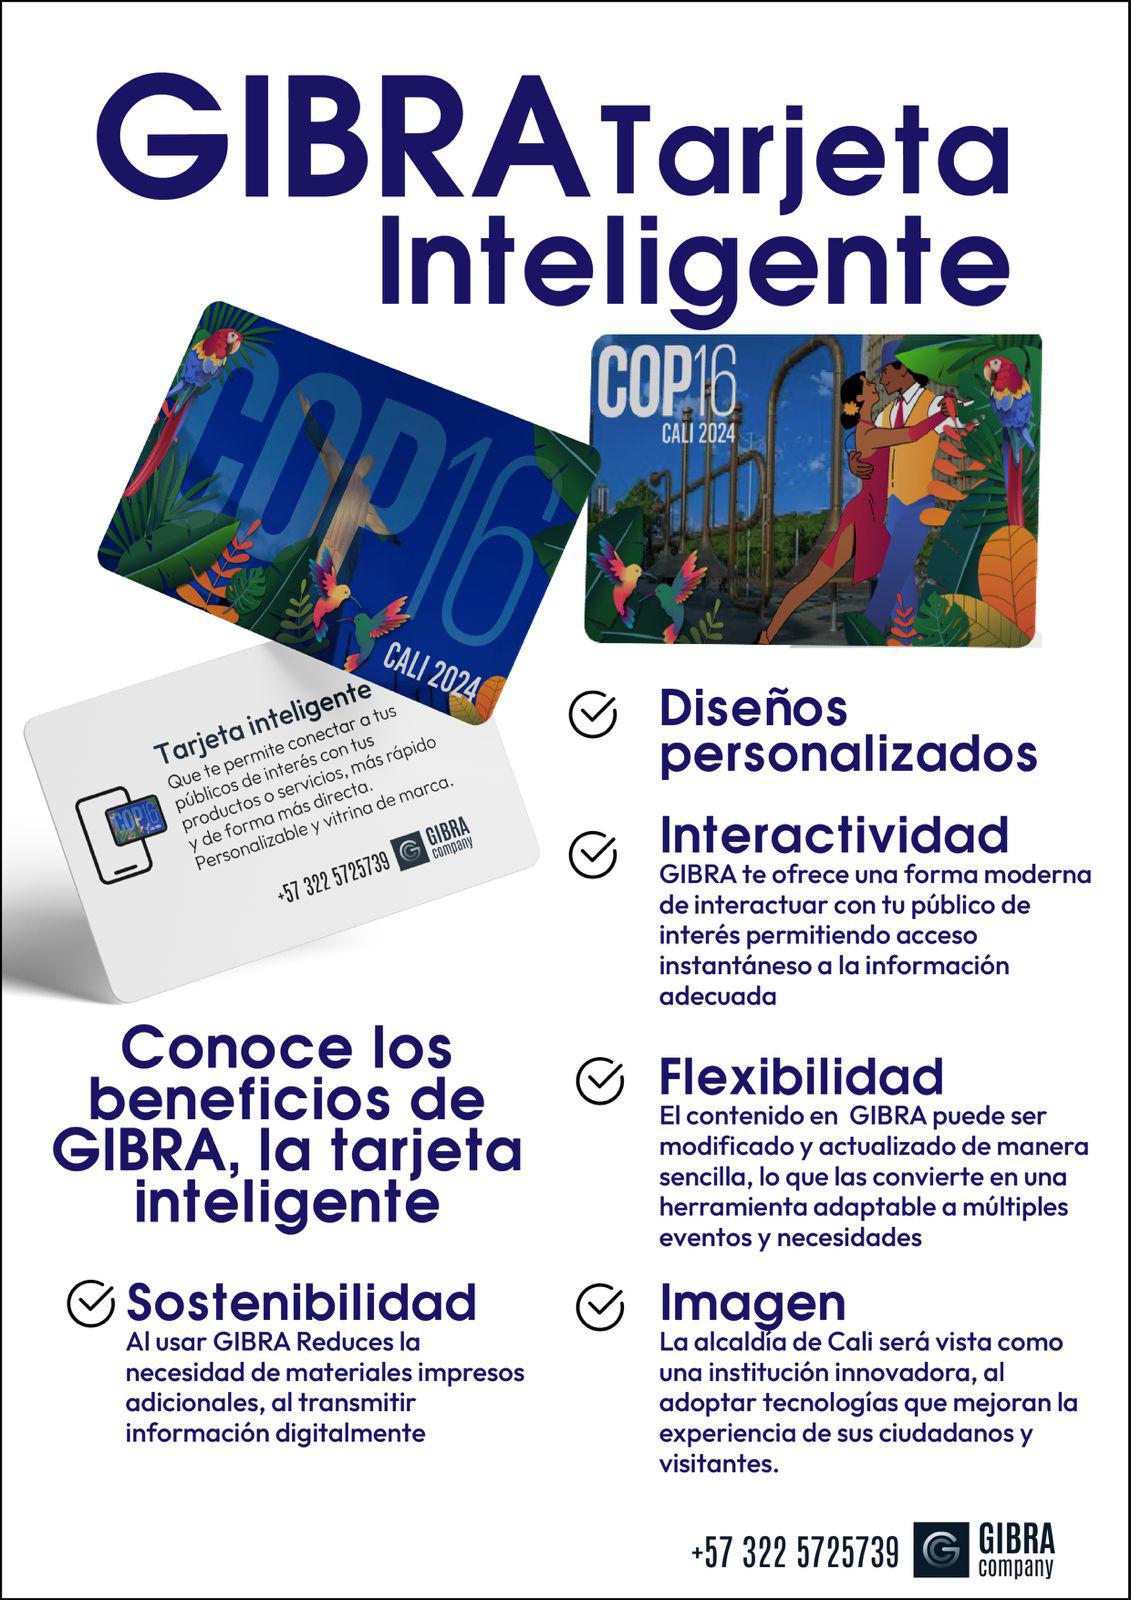 GIBRA Tarjeta
Inteligente
COP16
CALI 2024
COP16
CALI 2024
Tarjeta inteligente
Que te permite conectar a tus
públicos de interés con tus
productos o servicios, más rápido
y de forma más directa.
Personalizable y vitrina de marca.
COP16
+57 322 5725739
GIBRA
company
Diseños
personalizados
Interactividad
GIBRA te ofrece una forma moderna
de interactuar con tu público de
interés permitiendo acceso
instantáneso a la información
adecuada
Conoce los
beneficios de
GIBRA, la tarjeta
inteligente
Flexibilidad
El contenido en  GIBRA puede ser
modificado y actualizado de manera
sencilla, lo que las convierte en una
herramienta adaptable a múltiples
eventos y necesidades
Sostenibilidad
Al usar GIBRA Reduces la
necesidad de materiales impresos
adicionales, al transmitir
información digitalmente
Imagen
La alcaldía de Cali será vista como
una institución innovadora, al
adoptar tecnologías que mejoran la
experiencia de sus ciudadanos y
visitantes.
+57 322 5725739
GIBRA
company